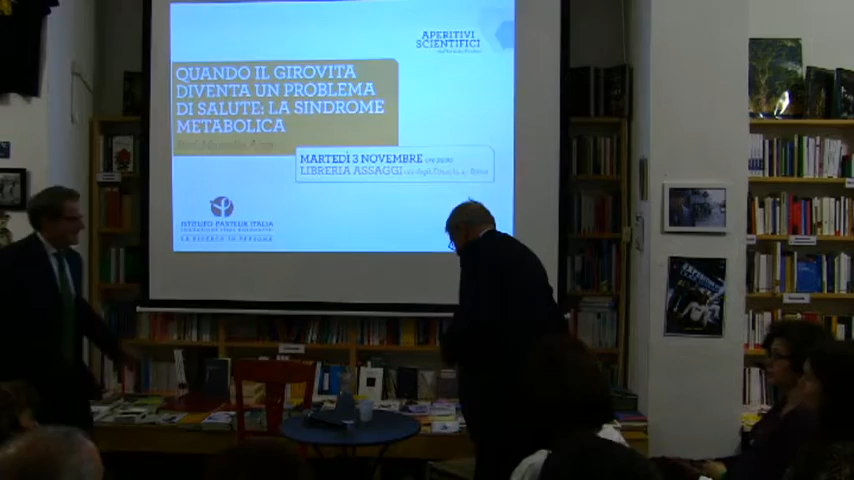 APERITIVI
SCIENTIFICI
QUANDO IL GIROVITA
DIVENTA UN PROBLEMA
DI SALUTE: LA SINDROME
METABOLICA
MARTEDÌ 3 NOVEMBRE
LIBRERIA ASSAGGI
ISTITUTO PASTEUR ITALIA
LA RICERCA IN PERSONA